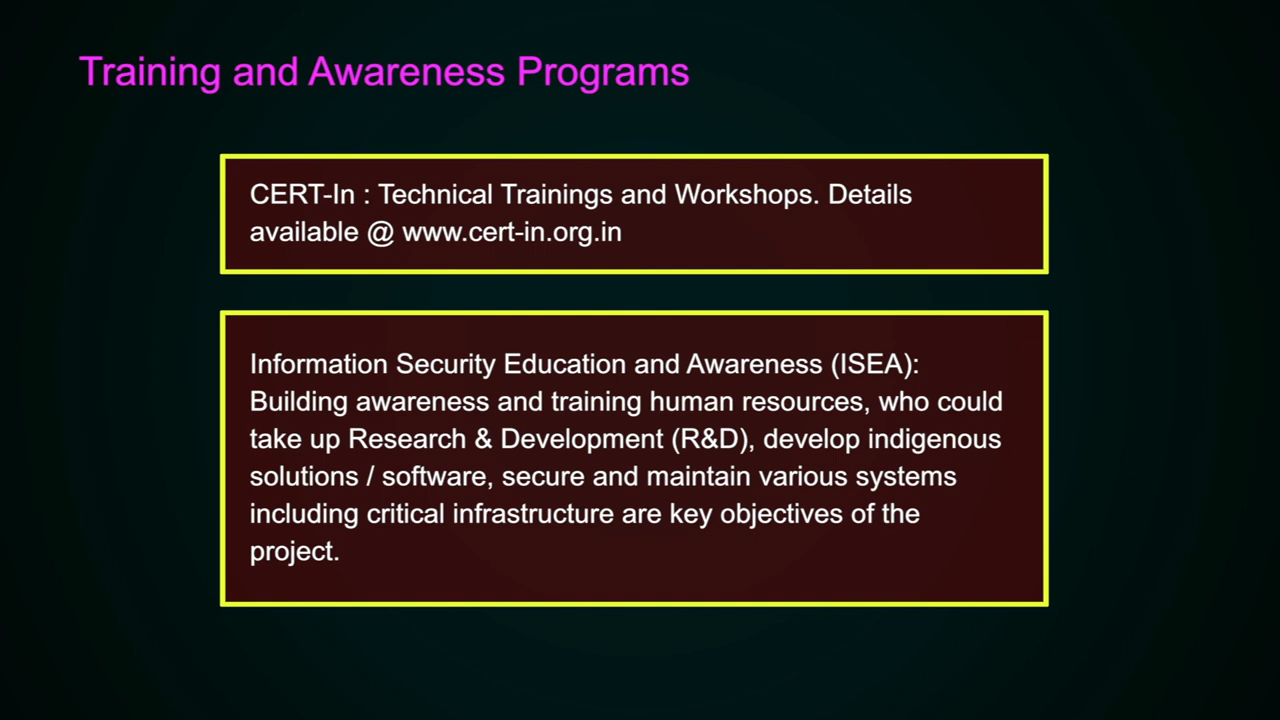 Training and Awareness Programs
CERT-In : Technical Trainings and Workshops. Details
available @ www.cert-in.org.in
Information Security Education and Awareness (ISEA):
Building awareness and training human resources, who could
take up Research & Development (R&D), develop indigenous
solutions / software, secure and maintain various systems
including critical infrastructure are key objectives of the
project.